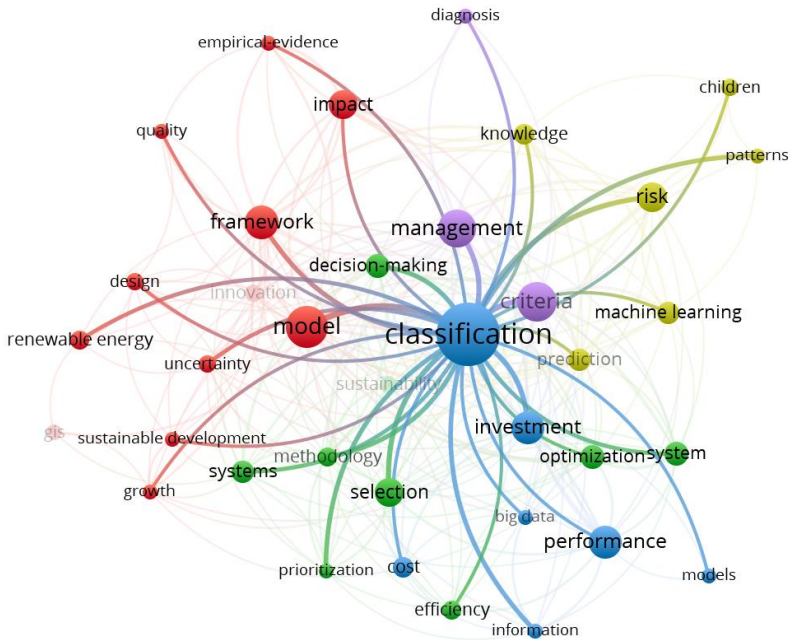 diagnosis
empirical-evidence
children
impact
quality
knowledge
patterns
risk
framework
management
decision-making
design
innovation
criteria
machine learning
model
classification
renewable energy
uncertainty
prediction
sustainability
investment
gis
sustainable development
methodology
optimization
system
systems
growth
selection
big data
performance
prioritization
cost
models
efficiency
information